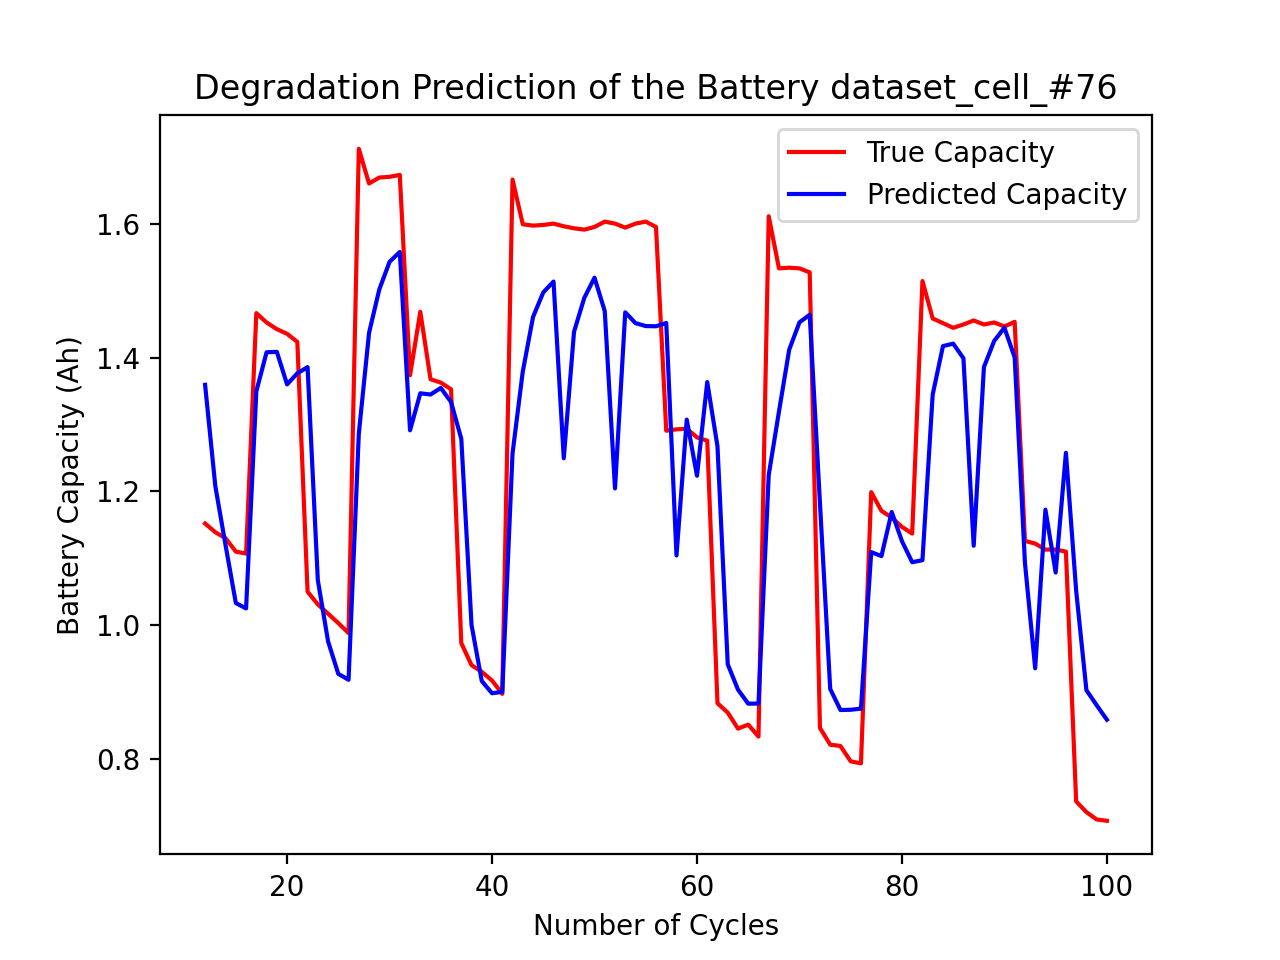 Degradation Prediction of the Battery dataset_cell_#76
True Capacity
Predicted Capacity
Battery Capacity (Ah)
1.6
1.4
1.2
1.0
0.8
20 40 60 80 100
Number of Cycles